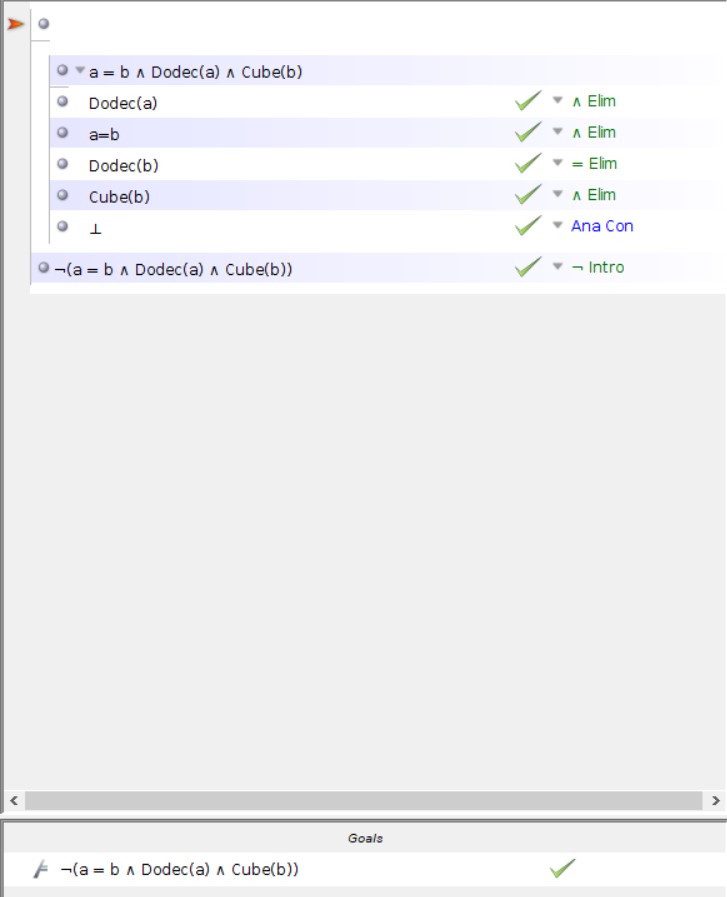 a = b ∧ Dodec(a) ∧ Cube(b)
Dodec(a) ∧ Elim
a=b ∧ Elim
Dodec(b) = Elim
Cube(b) ∧ Elim
⊥ Ana Con
¬(a = b ∧ Dodec(a) ∧ Cube(b)) ¬ Intro
Goals
¬(a = b ∧ Dodec(a) ∧ Cube(b))